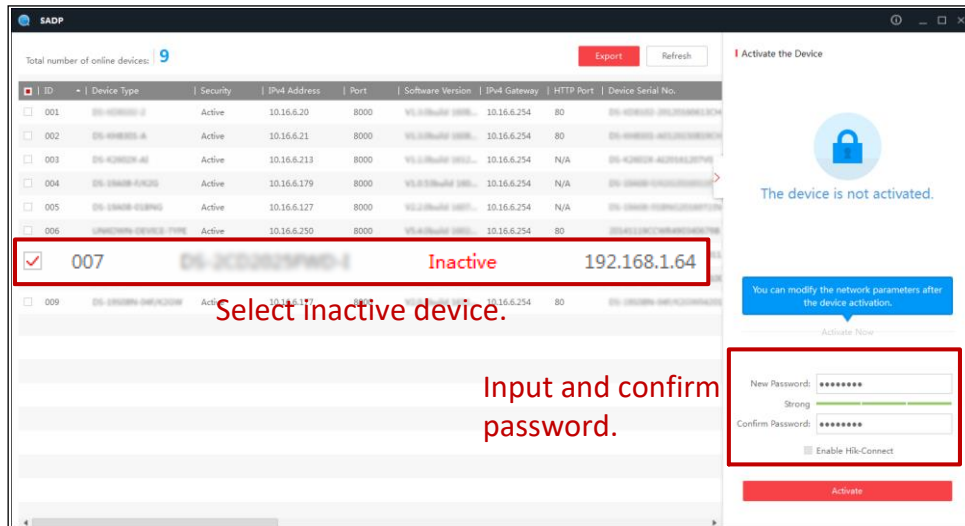 SADP
Total number of online devices: 9
Export
Refresh
ID Device Type Security IPv4 Address Port Software Version IPv4 Gateway HTTP Port Device Serial No.
001 Active 10.16.6.20 8000 10.16.6.254 80
002 Active 10.16.6.21 8000 10.16.6.254 80
003 Active 10.16.6.213 8000 10.16.6.254 N/A
004 Active 10.16.6.179 8000 10.16.6.254 N/A
005 Active 10.16.6.127 8000 10.16.6.254 N/A
006 Active 10.16.6.250 8000 10.16.6.254 80
007 Inactive 192.168.1.64
009 10.16.6.254 80
Select inactive device.
Input and confirm
password.
Activate the Device
The device is not activated.
You can modify the network parameters after
the device activation.
Activate Now
New Password: ●●●●●●●●
Strong
Confirm Password: ●●●●●●●●
Enable Hik-Connect
Activate